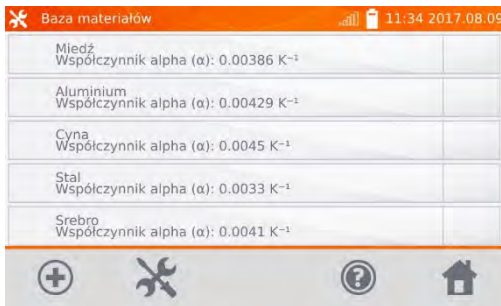 Baza materiałów
11:34 2017.08.09
Miedź
Współczynnik alpha (α): 0.00386 K⁻¹
Aluminium
Współczynnik alpha (α): 0.00429 K⁻¹
Cyna
Współczynnik alpha (α): 0.0045 K⁻¹
Stal
Współczynnik alpha (α): 0.0033 K⁻¹
Srebro
Współczynnik alpha (α): 0.0041 K⁻¹